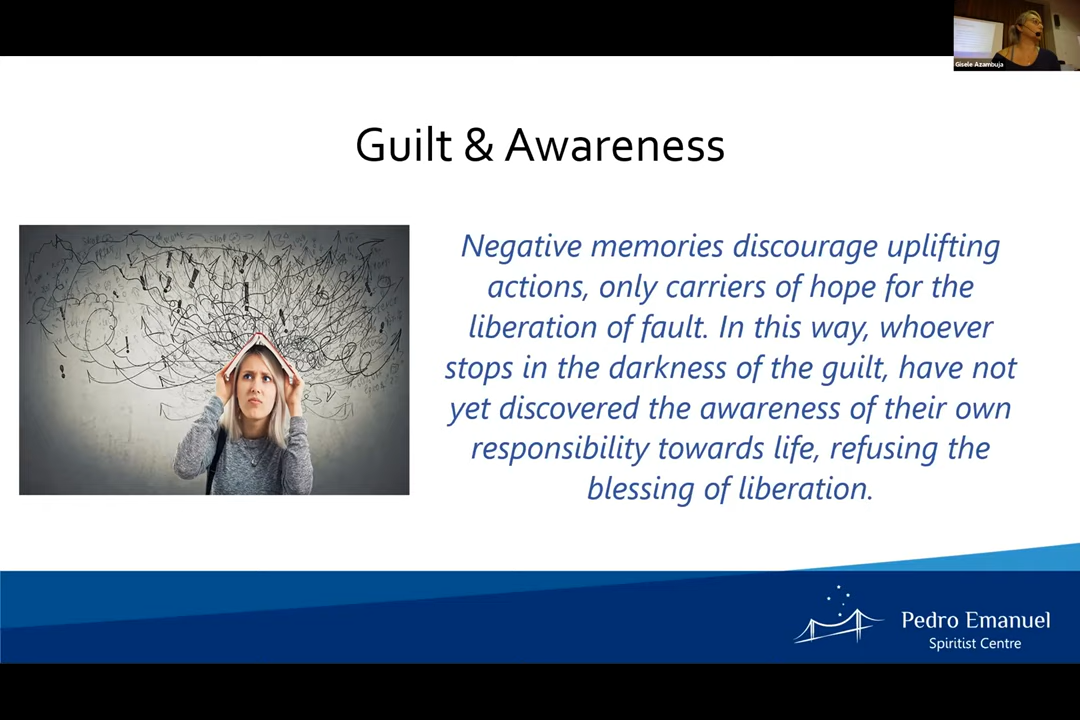 Gisele Azambuja
Guilt & Awareness
Negative memories discourage uplifting
actions, only carriers of hope for the
liberation of fault. In this way, whoever
stops in the darkness of the guilt, have not
yet discovered the awareness of their own
responsibility towards life, refusing the
blessing of liberation.
Pedro Emanuel
Spiritist Centre